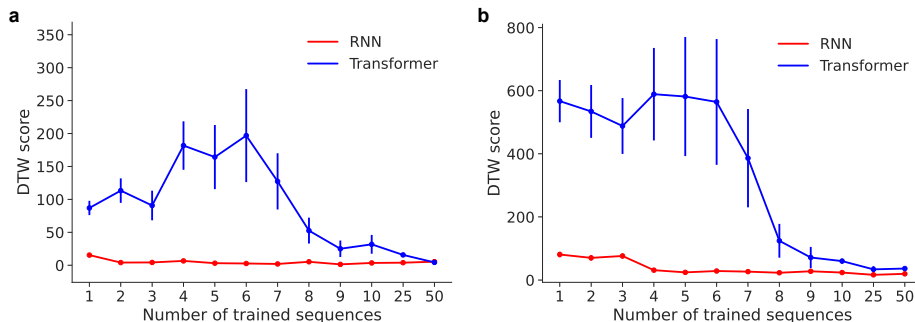 a
350
300
250
200
150
100
50
0
DTW score
RNN
Transformer
1 2 3 4 5 6 7 8 9 10 25 50
Number of trained sequences
b
800
600
400
200
0
DTW score
RNN
Transformer
1 2 3 4 5 6 7 8 9 10 25 50
Number of trained sequences